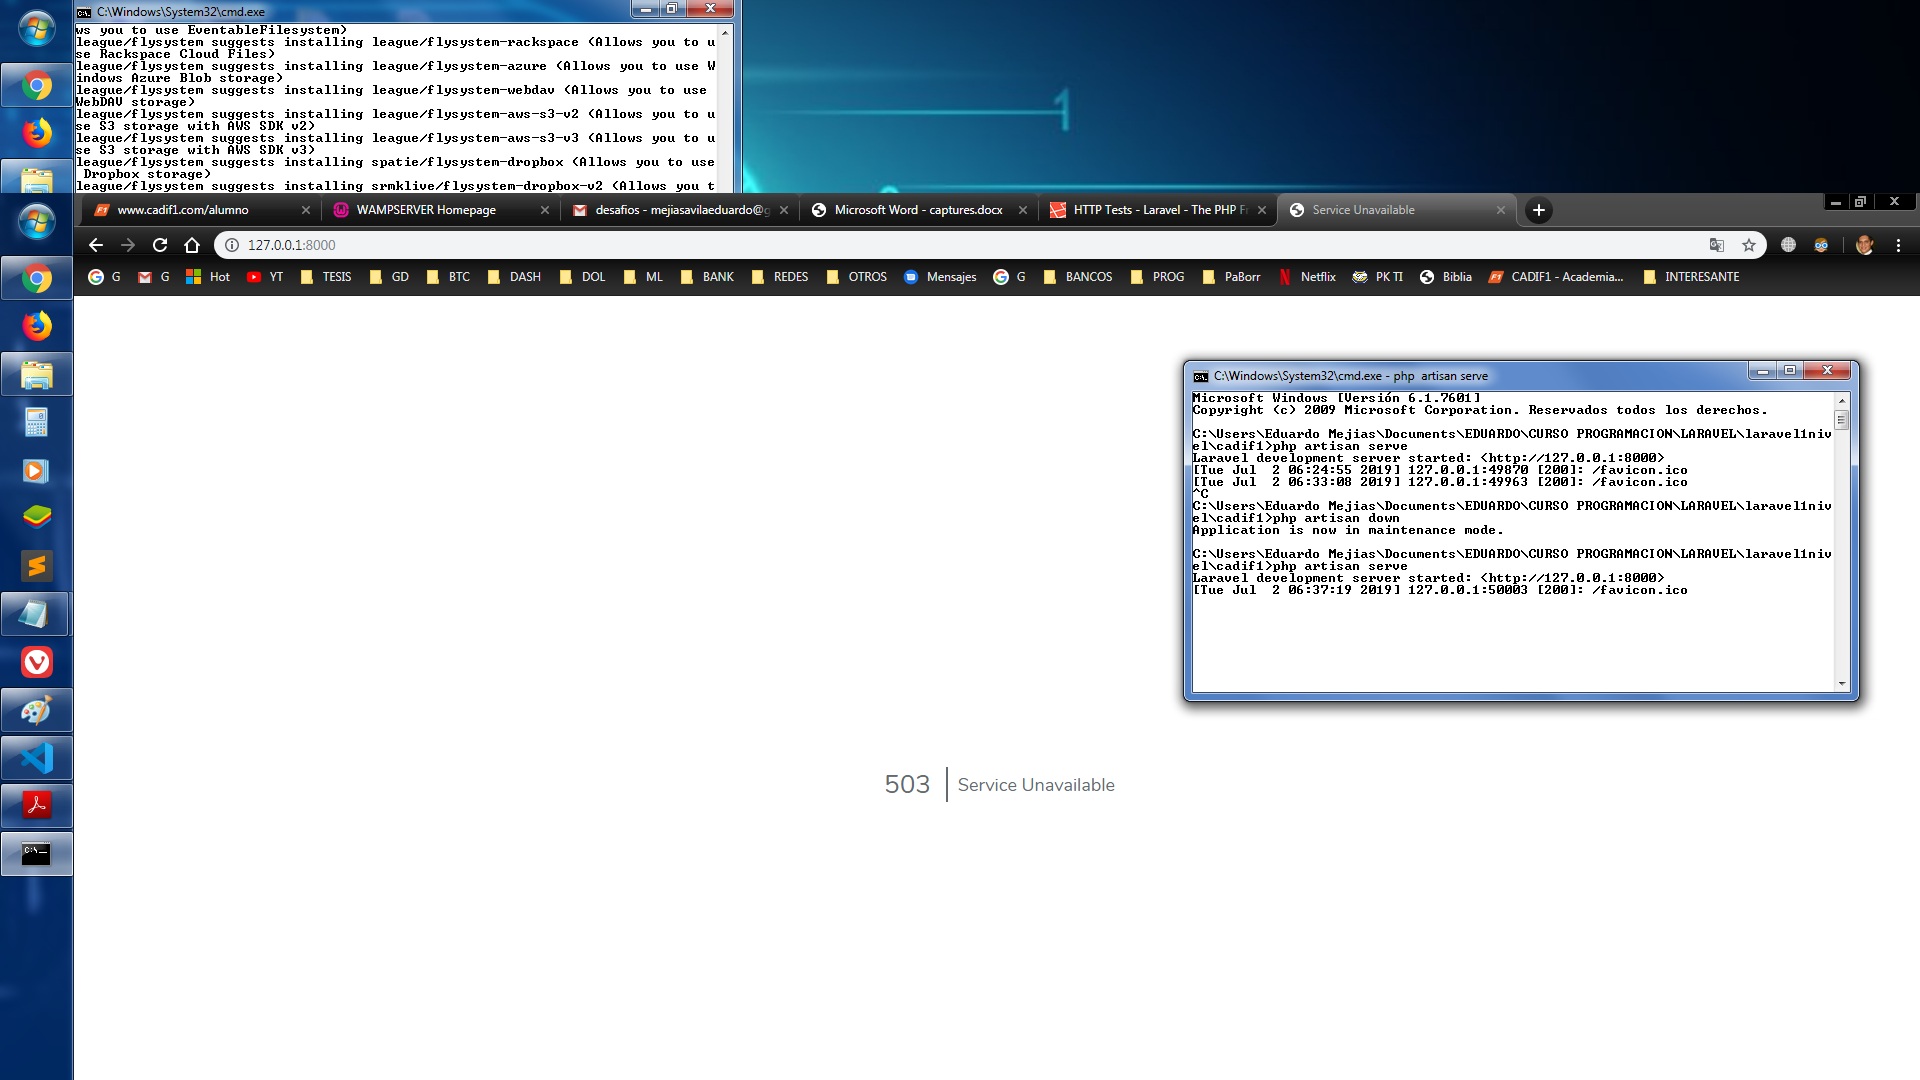 C:\Windows\System32\cmd.exe
ws you to use EventableFilesystem)
league/flysystem suggests installing league/flysystem-rackspace (Allows you to u
se Rackspace Cloud Files)
league/flysystem suggests installing league/flysystem-azure (Allows you to use W
indows Azure Blob storage)
league/flysystem suggests installing league/flysystem-webdav (Allows you to use
WebDAV storage)
league/flysystem suggests installing league/flysystem-aws-s3-v2 (Allows you to u
se S3 storage with AWS SDK v2)
league/flysystem suggests installing league/flysystem-aws-s3-v3 (Allows you to u
se S3 storage with AWS SDK v3)
league/flysystem suggests installing spatie/flysystem-dropbox (Allows you to use
Dropbox storage)
league/flysystem suggests installing srmklive/flysystem-dropbox-v2 (Allows you t
1
www.cadif1.com/alumno
WAMPSERVER Homepage
desafios - mejiasavilaeduardo@g
Microsoft Word - captures.docx
HTTP Tests - Laravel - The PHP F
Service Unavailable
127.0.0.1:8000
G G Hot YT TESIS GD BTC DASH DOL ML BANK REDES OTROS Mensajes G BANCOS PROG PaBorr Netflix PK TI Biblia CADIF1 - Academia... INTERESANTE
C:\Windows\System32\cmd.exe - php  artisan serve
Microsoft Windows [Versión 6.1.7601]
Copyright (c) 2009 Microsoft Corporation. Reservados todos los derechos.
C:\Users\Eduardo Mejias\Documents\EDUARDO\CURSO PROGRAMACION\LARAVEL\laravel1niv
el\cadif1>php artisan serve
Laravel development server started: <http://127.0.0.1:8000>
[Tue Jul  2 06:24:55 2019] 127.0.0.1:49870 [200]: /favicon.ico
[Tue Jul  2 06:33:08 2019] 127.0.0.1:49963 [200]: /favicon.ico
^C
C:\Users\Eduardo Mejias\Documents\EDUARDO\CURSO PROGRAMACION\LARAVEL\laravel1niv
el\cadif1>php artisan down
Application is now in maintenance mode.
C:\Users\Eduardo Mejias\Documents\EDUARDO\CURSO PROGRAMACION\LARAVEL\laravel1niv
el\cadif1>php artisan serve
Laravel development server started: <http://127.0.0.1:8000>
[Tue Jul  2 06:37:19 2019] 127.0.0.1:50003 [200]: /favicon.ico
503 Service Unavailable